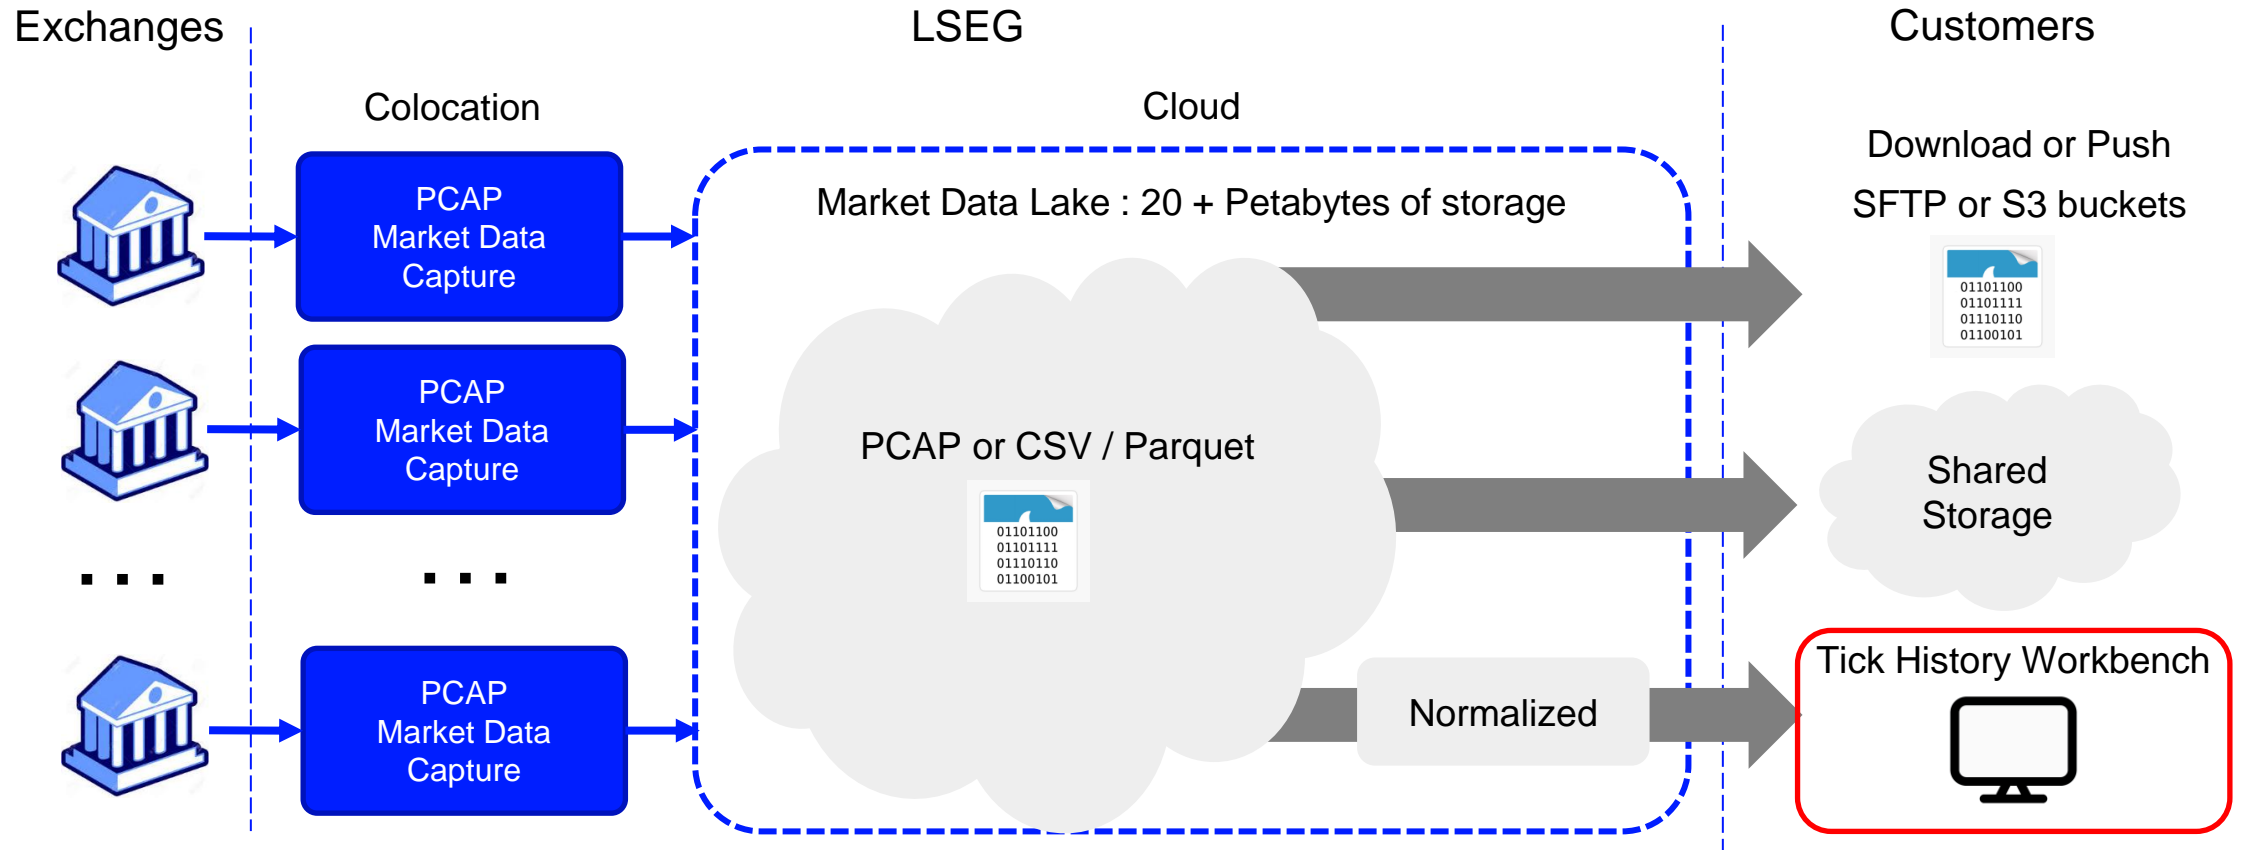 Exchanges
LSEG
Customers
Colocation
Cloud
PCAP
Market Data
Capture
PCAP
Market Data
Capture
. . .
. . .
PCAP
Market Data
Capture
Market Data Lake : 20 + Petabytes of storage
PCAP or CSV / Parquet
01101100
01101111
01110110
01100101
Normalized
Download or Push
SFTP or S3 buckets
01101100
01101111
01110110
01100101
Shared
Storage
Tick History Workbench